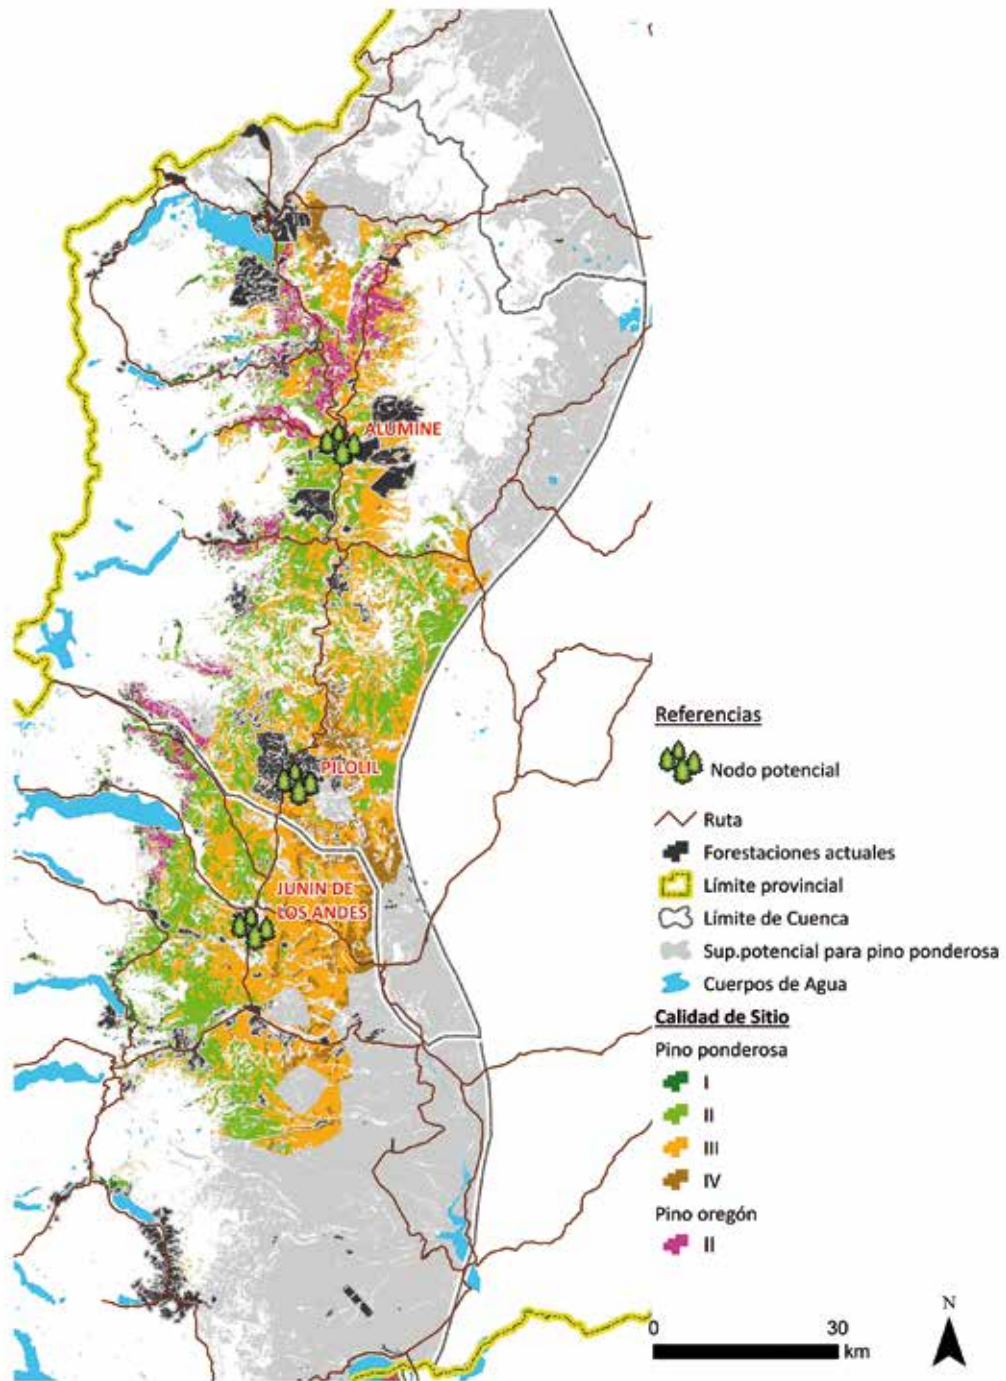 ALUMINE
PILOLIL
JUNIN DE
LOS ANDES
Referencias
Nodo potencial
Ruta
Forestaciones actuales
Límite provincial
Límite de Cuenca
Sup.potencial para pino ponderosa
Cuerpos de Agua
Calidad de Sitio
Pino ponderosa
I
II
III
IV
Pino oregón
II
N
0 30
km